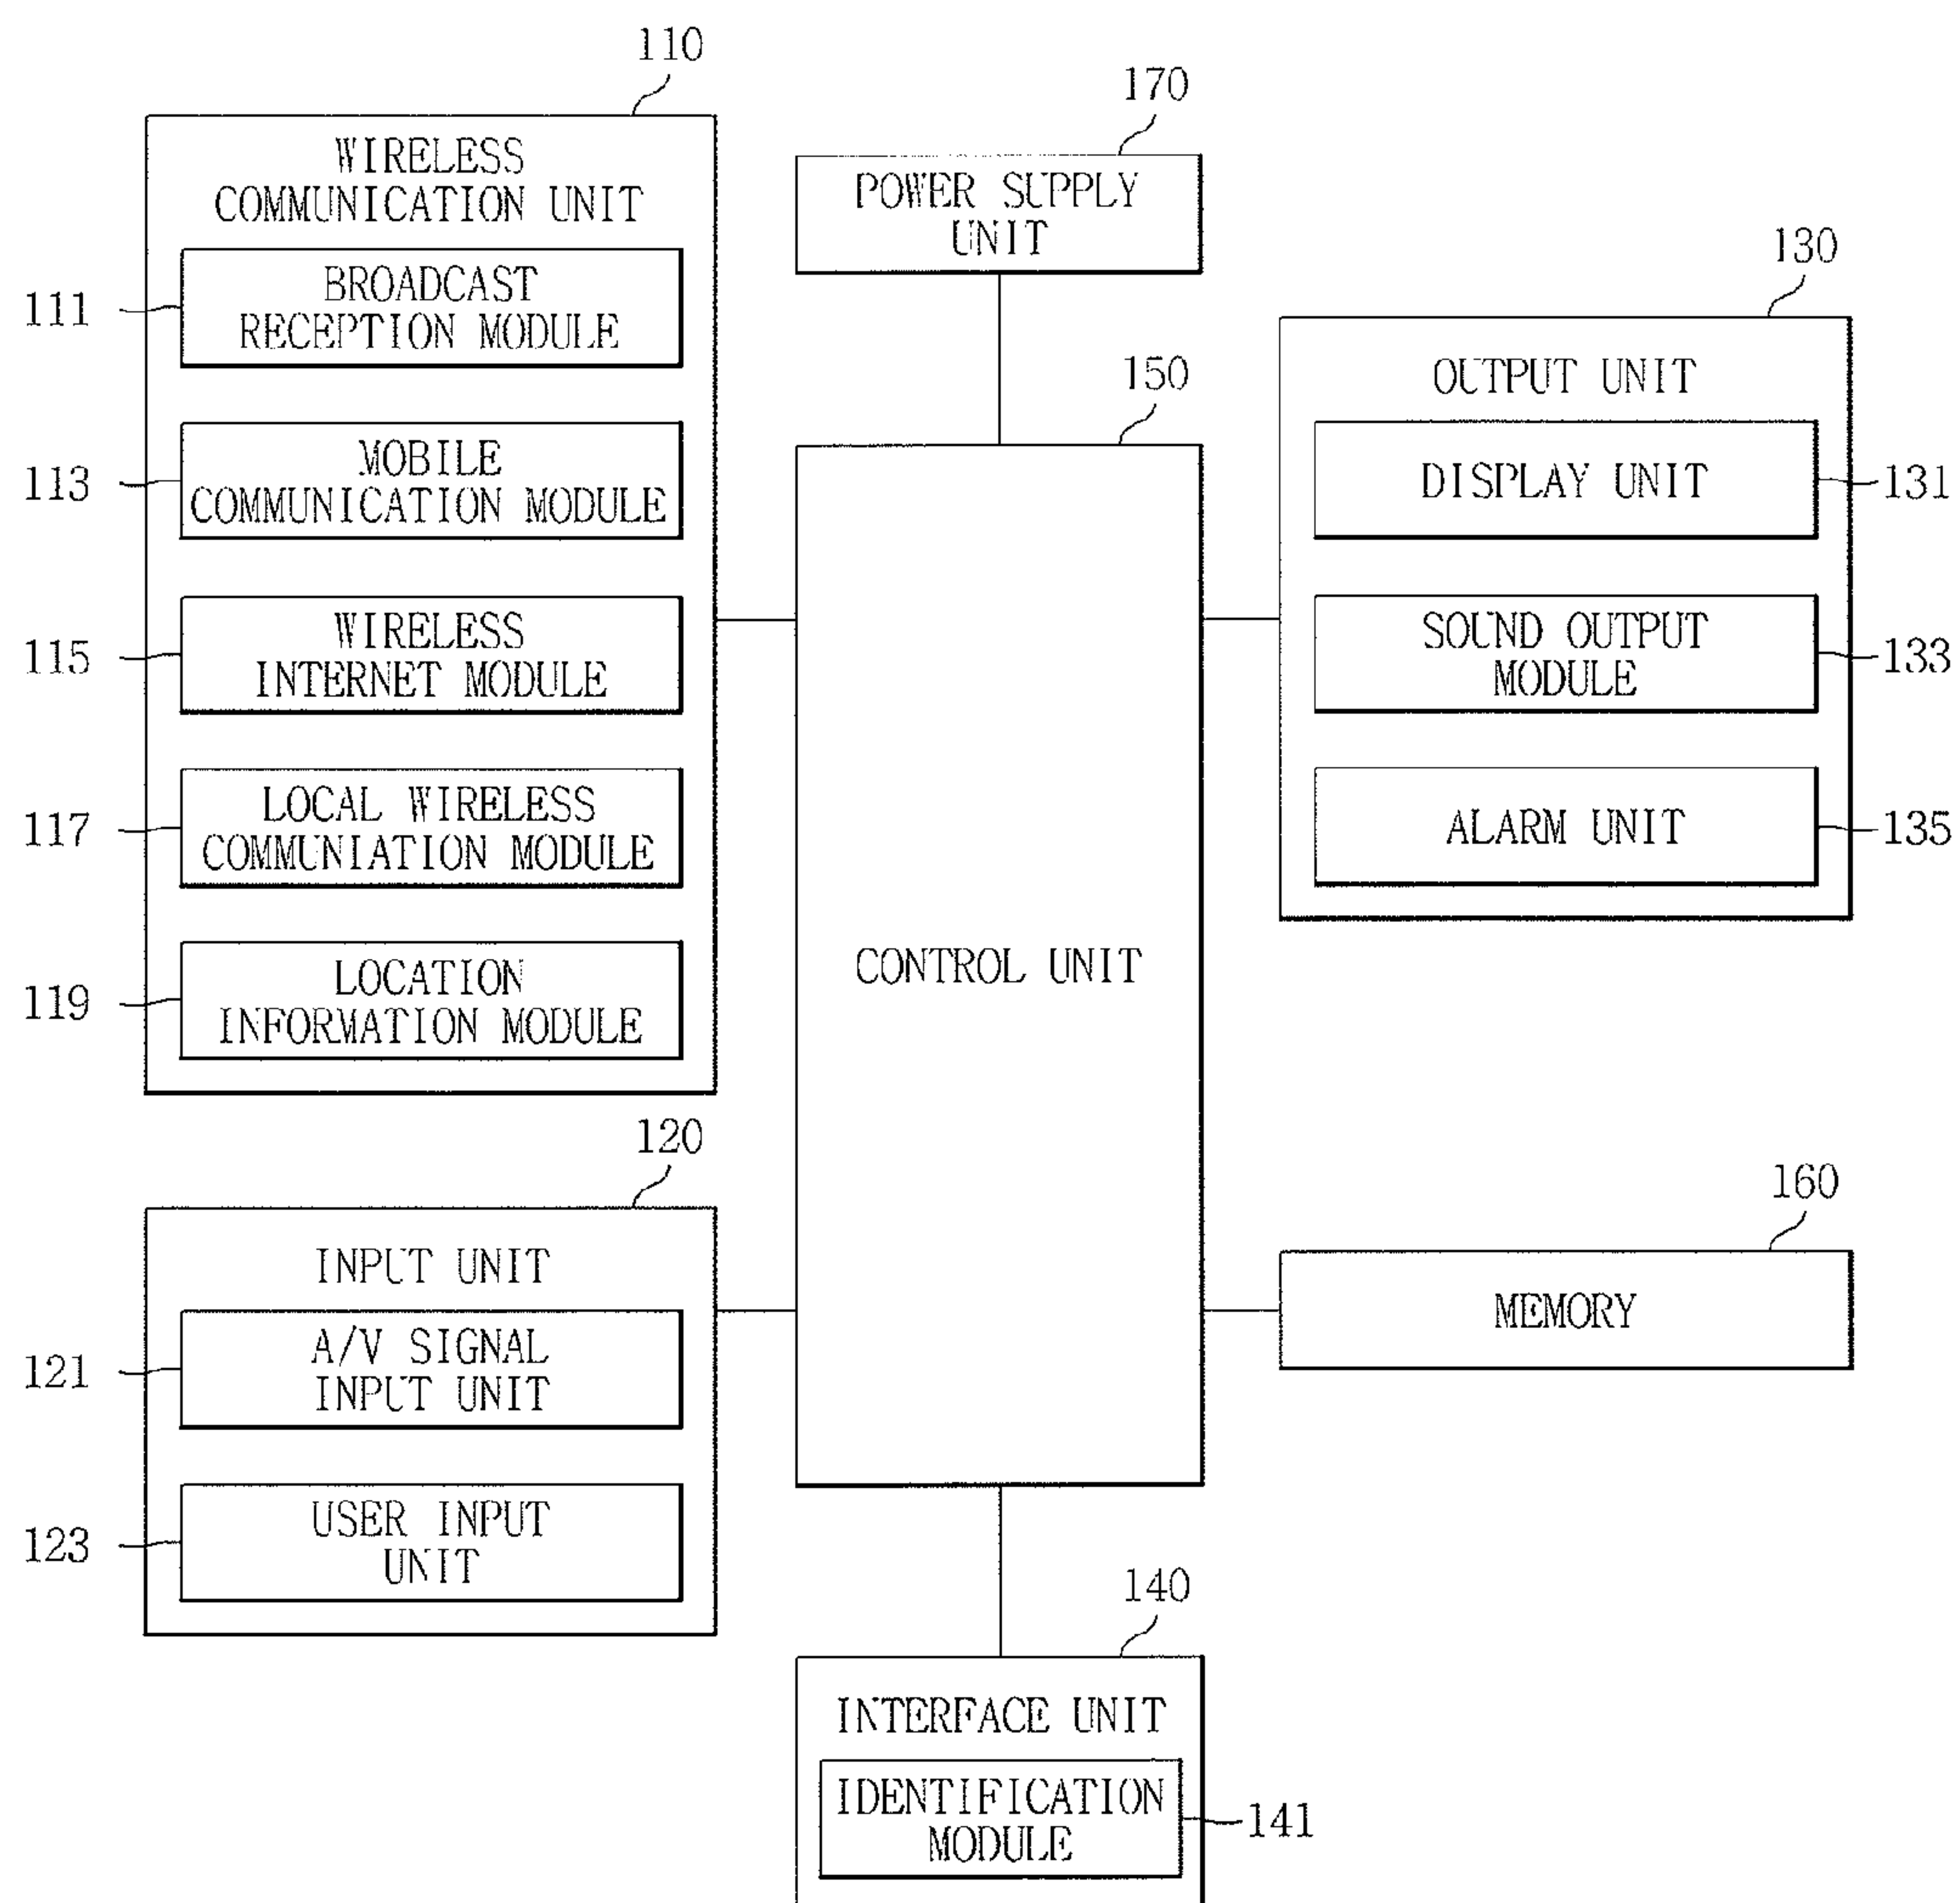 110
WIRELESS
COMMUNICATION UNIT
111
BROADCAST
RECEPTION MODULE
113
MOBILE
COMMUNICATION MODULE
115
WIRELESS
INTERNET MODULE
117
LOCAL WIRELESS
COMMUNIATION MODULE
119
LOCATION
INFORMATION MODULE
120
INPUT UNIT
121
A/V SIGNAL
INPUT UNIT
123
USER INPUT
UNIT
170
POWER SUPPLY
UNIT
150
CONTROL UNIT
140
INTERFACE UNIT
IDENTIFICATION
MODULE
141
130
OUTPUT UNIT
DISPLAY UNIT
131
SOUND OUTPUT
MODULE
133
ALARM UNIT
135
160
MEMORY